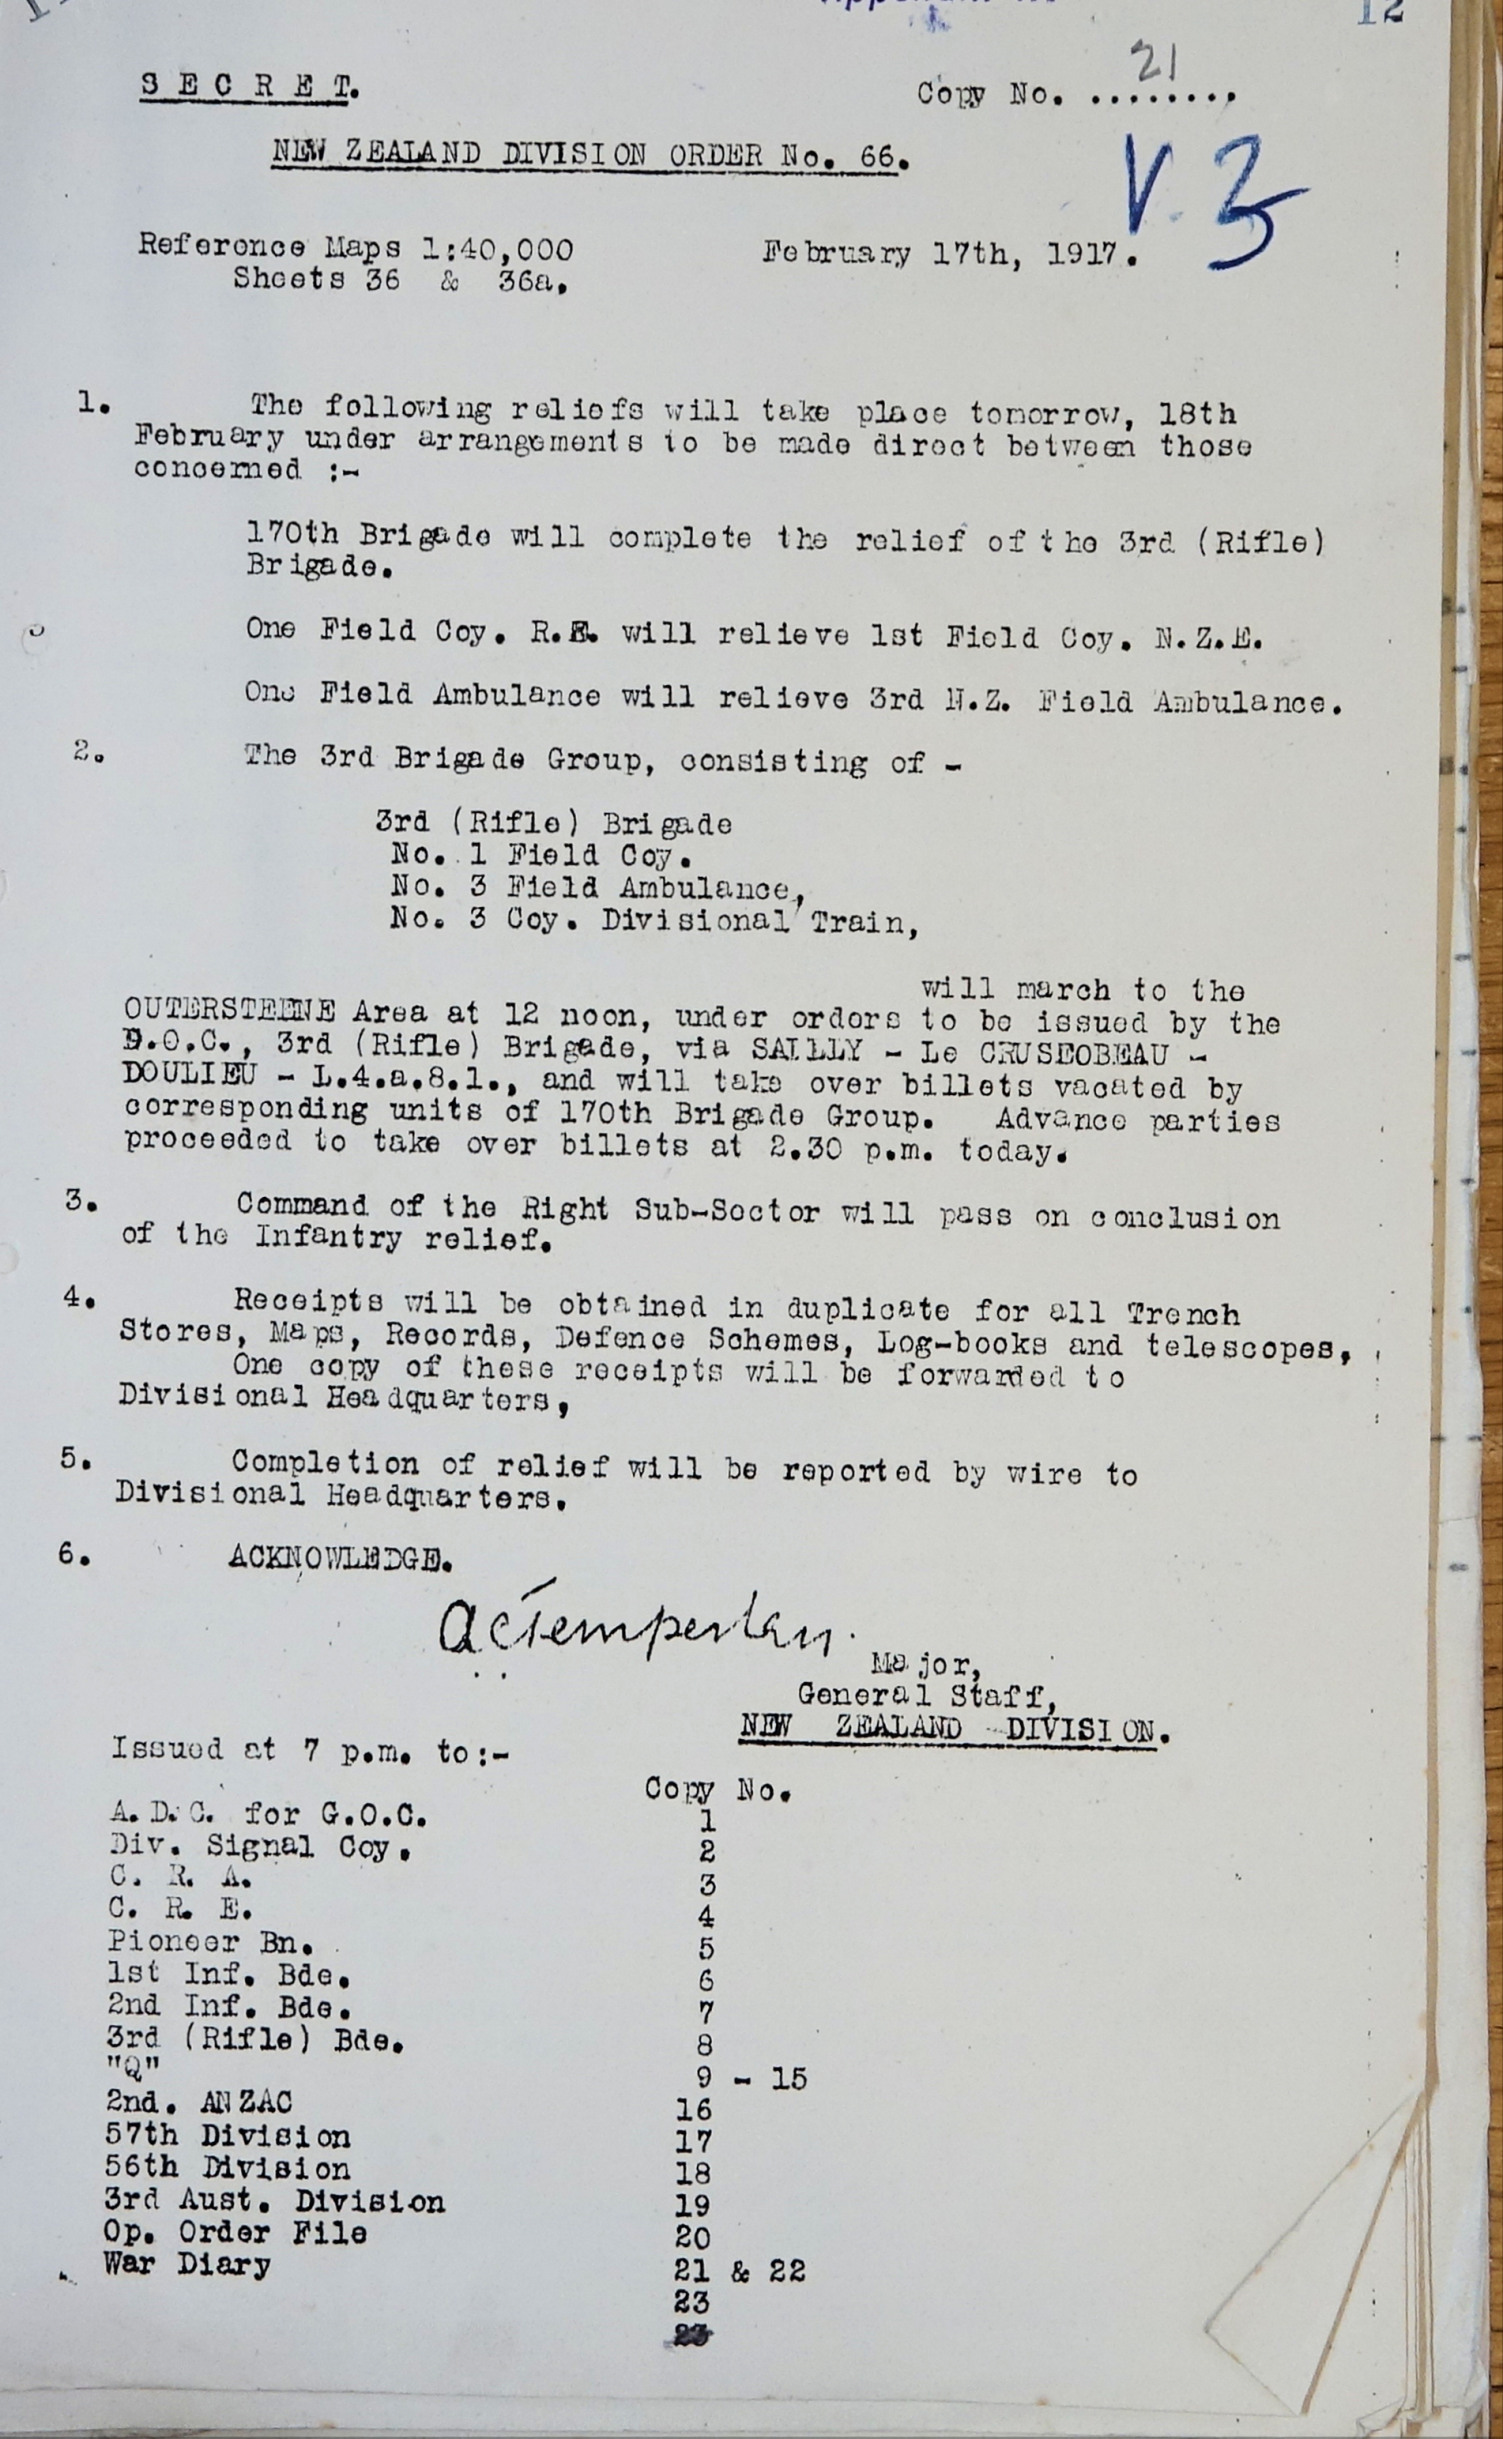 12
S E C R E T.
Copy No. ........
21
NEW ZEALAND DIVISION ORDER No. 66.
V.3
Reference Maps 1:40,000
February 17th, 1917.
Sheets 36 & 36a.
1. The following reliefs will take place tomorrow, 18th
February under arrangements to be made direct between those
concerned :-
170th Brigade will complete the relief of the 3rd (Rifle)
Brigade.
One Field Coy. R.E. will relieve 1st Field Coy. N.Z.E.
One Field Ambulance will relieve 3rd N.Z. Field Ambulance.
2. The 3rd Brigade Group, consisting of -
3rd (Rifle) Brigade
No. 1 Field Coy.
No. 3 Field Ambulance,
No. 3 Coy. Divisional Train,
will march to the
OUTERSTEENE Area at 12 noon, under orders to be issued by the
G.O.C., 3rd (Rifle) Brigade, via SAILLY - Le CRUSEOBEAU -
DOULIEU - L.4.a.8.1., and will take over billets vacated by
corresponding units of 170th Brigade Group. Advance parties
proceeded to take over billets at 2.30 p.m. today.
3. Command of the Right Sub-Sector will pass on conclusion
of the Infantry relief.
4. Receipts will be obtained in duplicate for all Trench
Stores, Maps, Records, Defence Schemes, Log-books and telescopes,
One copy of these receipts will be forwarded to
Divisional Headquarters,
5. Completion of relief will be reported by wire to
Divisional Headquarters.
6. ACKNOWLEDGE.
ACTemperley.
Major,
General Staff,
NEW ZEALAND DIVISION.
Issued at 7 p.m. to:-
Copy No.
A.D.C. for G.O.C. 1
Div. Signal Coy. 2
C. R. A. 3
C. R. E. 4
Pioneer Bn. 5
1st Inf. Bde. 6
2nd Inf. Bde. 7
3rd (Rifle) Bde. 8
"Q" 9 - 15
2nd. ANZAC 16
57th Division 17
56th Division 18
3rd Aust. Division 19
Op. Order File 20
War Diary 21 & 22
23